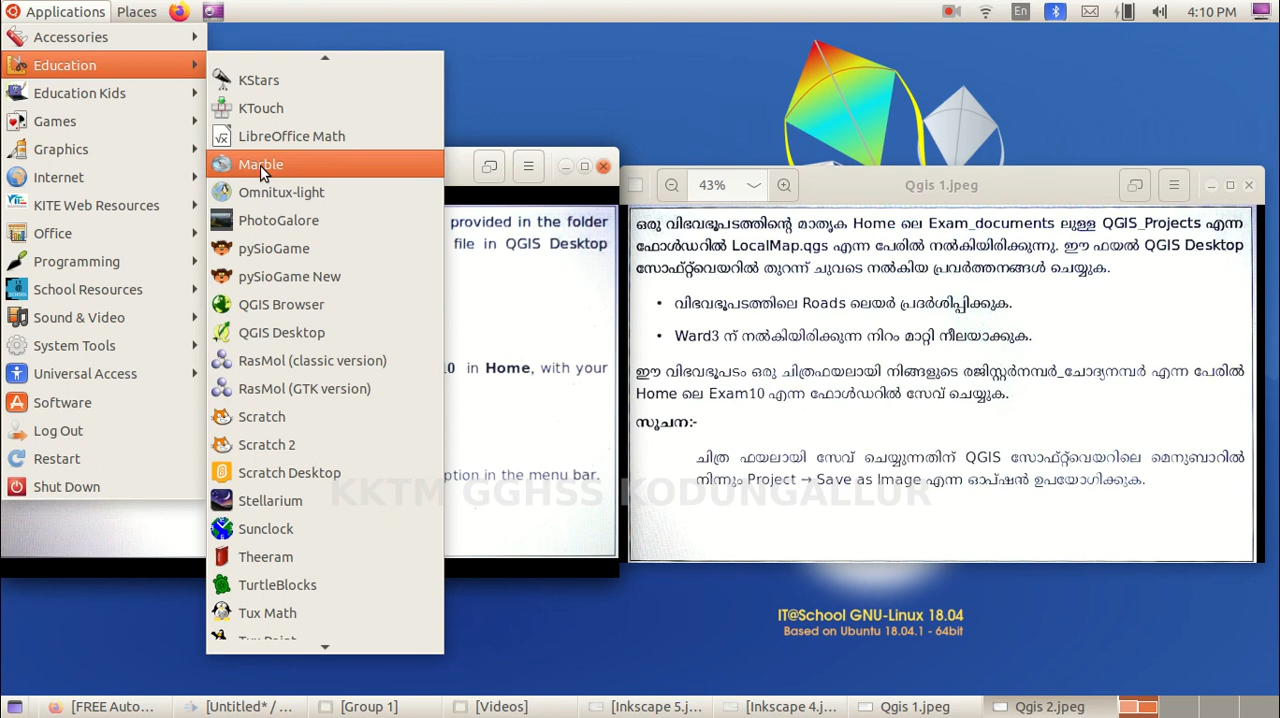 Applications Places En 4:10 PM
Accessories
Education
Education Kids
Games
Graphics
Internet
KITE Web Resources
Office
Programming
School Resources
Sound & Video
System Tools
Universal Access
Software
Log Out
Restart
Shut Down
KStars
KTouch
LibreOffice Math
Marble
Omnitux-light
PhotoGalore
pySioGame
pySioGame New
QGIS Browser
QGIS Desktop
RasMol (classic version)
RasMol (GTK version)
Scratch
Scratch 2
Scratch Desktop
Stellarium
Sunclock
Theeram
TurtleBlocks
Tux Math
Tux Paint
provided in the folder
file in QGIS Desktop
10 in Home, with your
ption in the menu bar.
43% Qgis 1.jpeg
ഒരു വിഭവഭൂപടത്തിന്റെ മാതൃക Home ലെ Exam_documents ലുള്ള QGIS_Projects എന്ന
ഫോൾഡറിൽ LocalMap.qgs എന്ന പേരിൽ നൽകിയിരിക്കുന്നു. ഈ ഫയൽ QGIS Desktop
സോഫ്റ്റ്‌വെയറിൽ തുറന്ന് ചുവടെ നൽകിയ പ്രവർത്തനങ്ങൾ ചെയ്യുക.
• വിഭവഭൂപടത്തിലെ Roads ലെയർ പ്രദർശിപ്പിക്കുക.
• Ward3 ന് നൽകിയിരിക്കുന്ന നിറം മാറ്റി നീലയാക്കുക.
ഈ വിഭവഭൂപടം ഒരു ചിത്രഫയലായി നിങ്ങളുടെ രജിസ്റ്റർനമ്പർ_ചോദ്യനമ്പർ എന്ന പേരിൽ
Home ലെ Exam10 എന്ന ഫോൾഡറിൽ സേവ് ചെയ്യുക.
സൂചന:-
ചിത്ര ഫയലായി സേവ് ചെയ്യുന്നതിന് QGIS സോഫ്റ്റ്‌വെയറിലെ മെനുബാറിൽ
നിന്നും Project → Save as Image എന്ന ഓപ്ഷൻ ഉപയോഗിക്കുക.
KKTM GGHSS KODUNGALLUR
IT@School GNU-Linux 18.04
Based on Ubuntu 18.04.1 - 64bit
[FREE Auto... [Untitled* / ... [Group 1] [Videos] [Inkscape 5.j... [Inkscape 4.j... Qgis 1.jpeg Qgis 2.jpeg